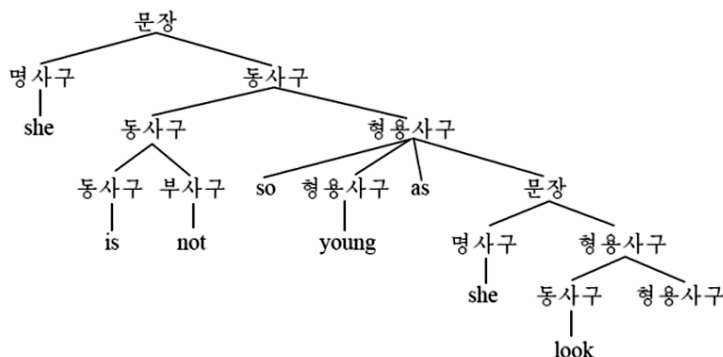 문장
명사구 동사구
she 동사구 형용사구
동사구 부사구 so 형용사구 as 문장
is not young 명사구 형용사구
she 동사구 형용사구
look